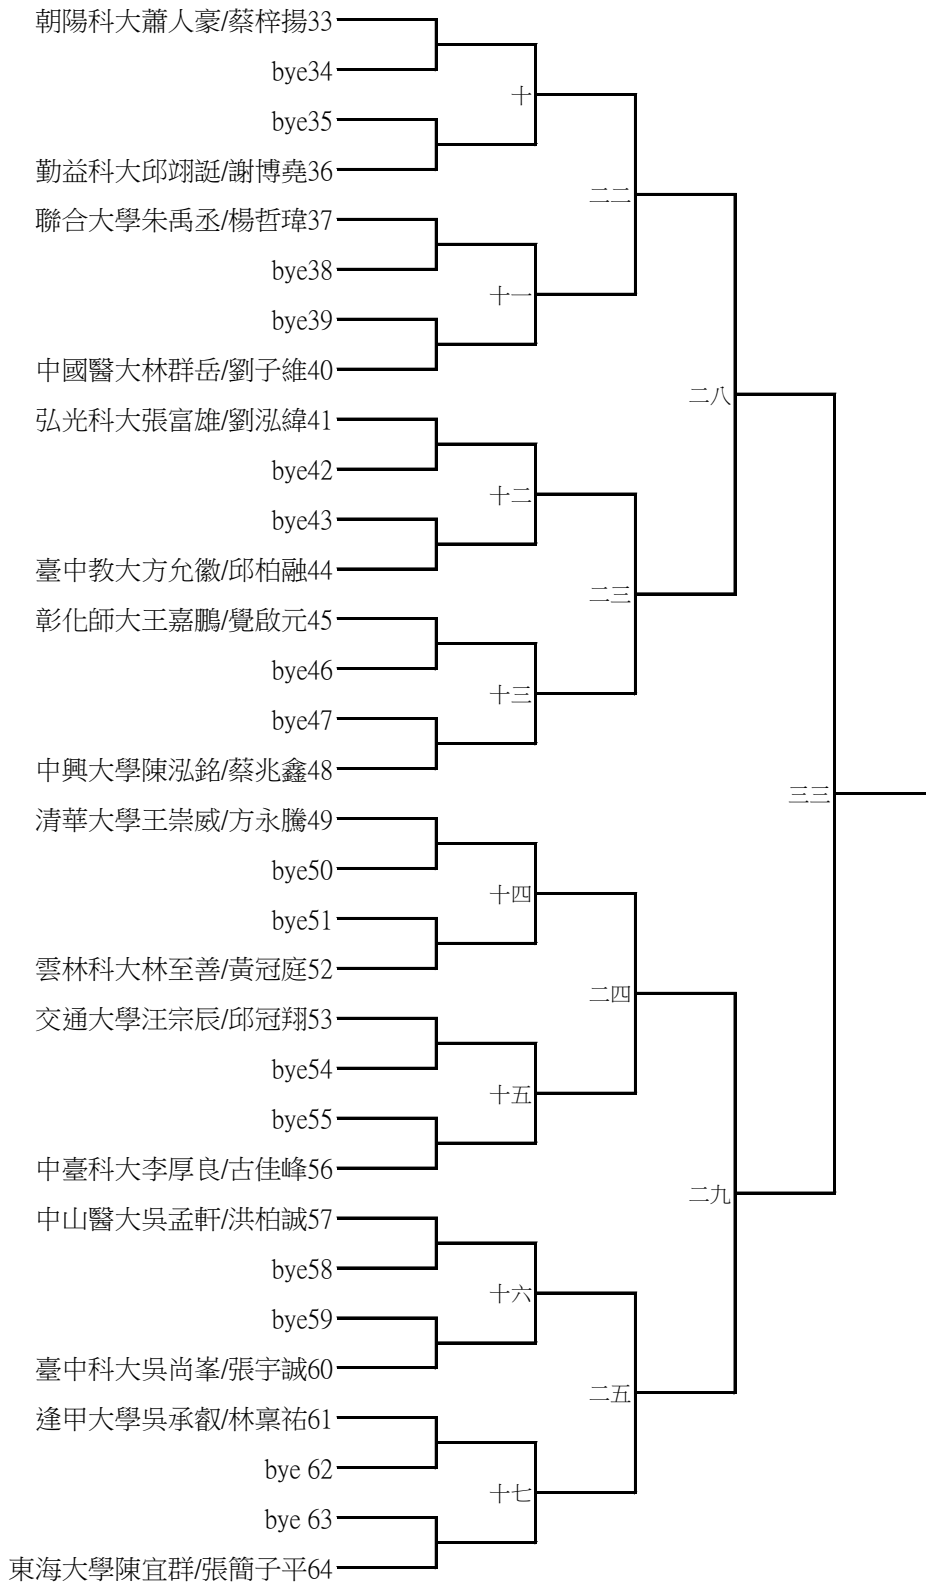 朝陽科大蕭人豪/蔡梓揚33
bye34
十
bye35
勤益科大邱翊誕/謝博堯36
二二
聯合大學朱禹丞/楊哲瑋37
bye38
十一
bye39
中國醫大林群岳/劉子維40
二八
弘光科大張富雄/劉泓緯41
bye42
十二
bye43
臺中教大方允徽/邱柏融44
二三
彰化師大王嘉鵬/覺啟元45
bye46
十三
bye47
中興大學陳泓銘/蔡兆鑫48
三三
清華大學王崇威/方永騰49
bye50
十四
bye51
雲林科大林至善/黃冠庭52
二四
交通大學汪宗辰/邱冠翔53
bye54
十五
bye55
中臺科大李厚良/古佳峰56
二九
中山醫大吳孟軒/洪柏誠57
bye58
十六
bye59
臺中科大吳尚峯/張宇誠60
二五
逢甲大學吳承叡/林稟祐61
bye 62
十七
bye 63
東海大學陳宜群/張簡子平64